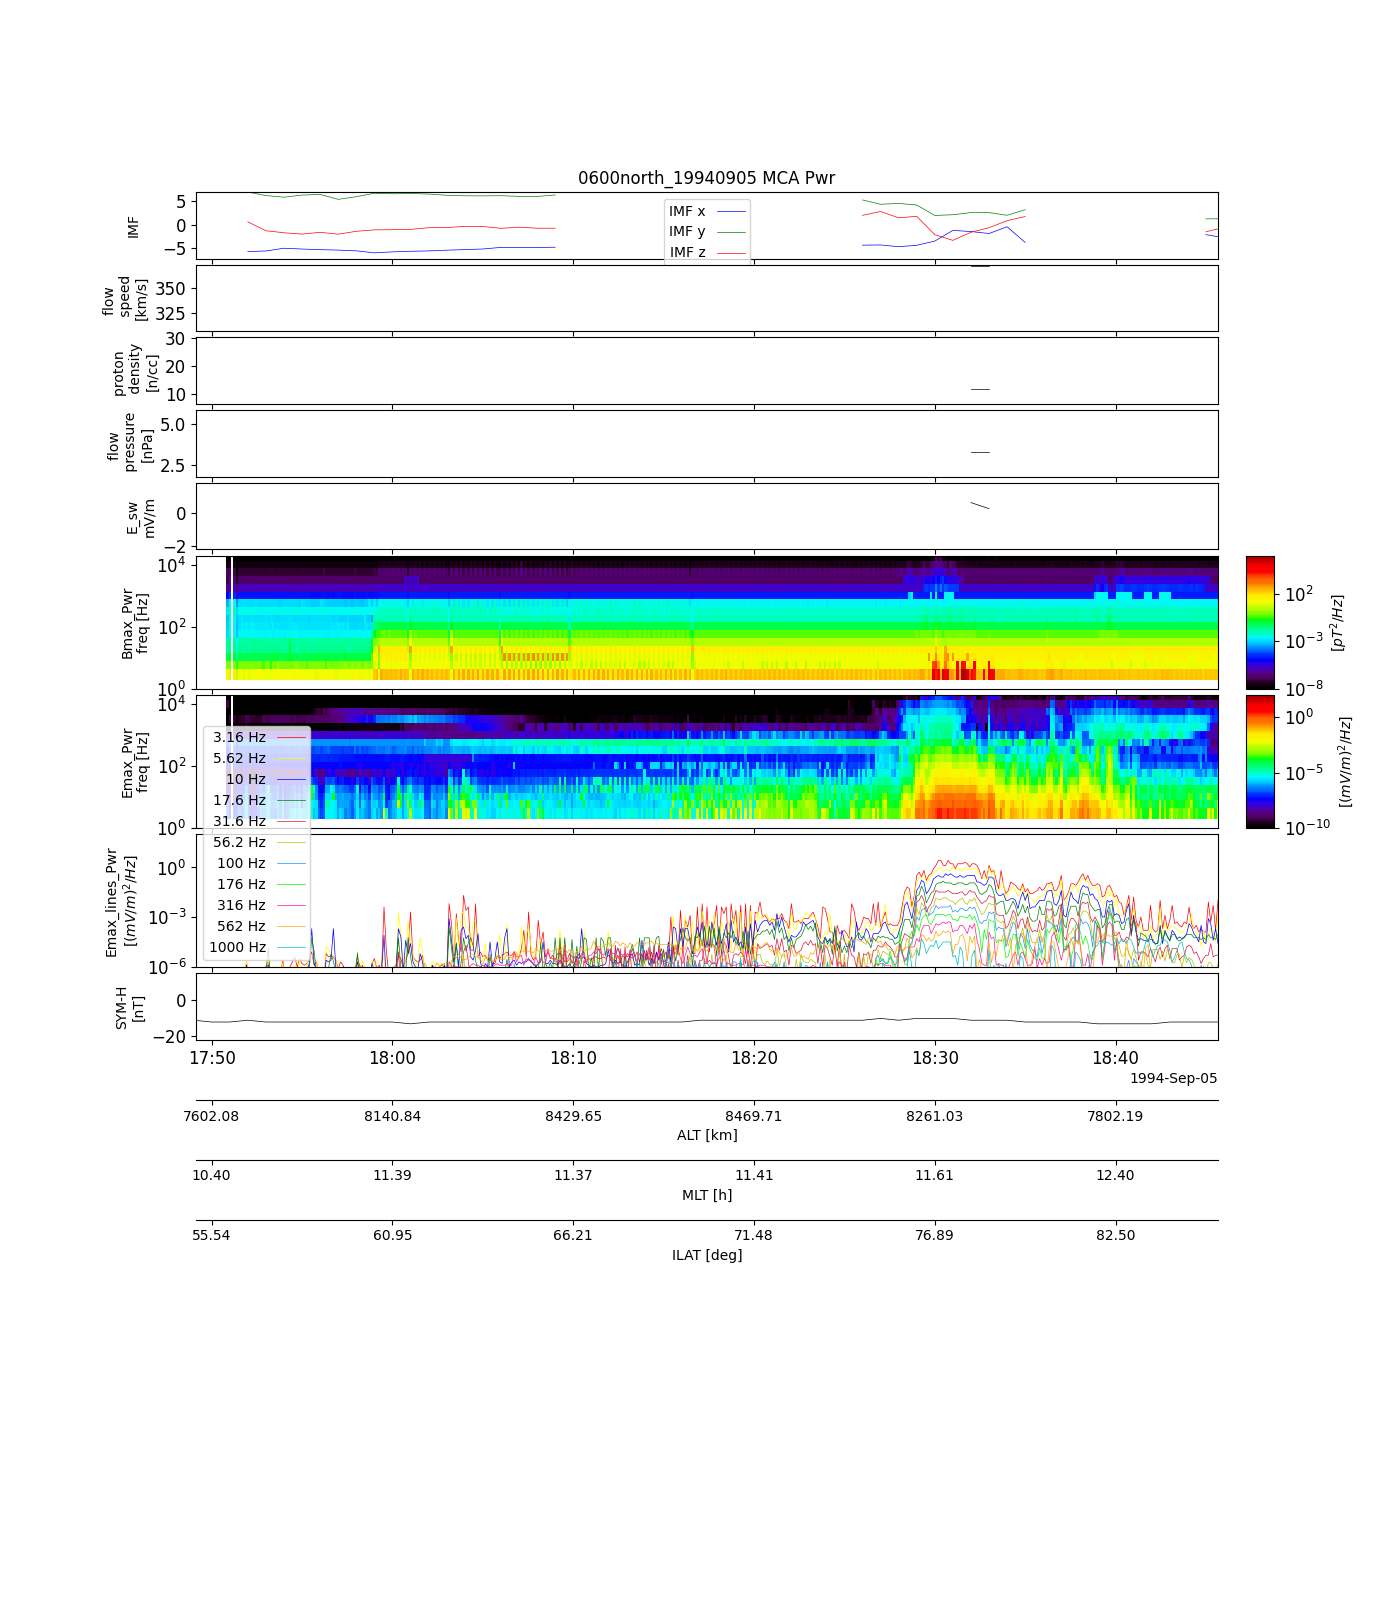 0600north_19940905 MCA Pwr
IMF
5
0
−5
IMF x
IMF y
IMF z
flow
speed
[km/s]
350
325
proton
density
[n/cc]
30
20
10
flow
pressure
[nPa]
5.0
2.5
E_sw
mV/m
0
−2
Bmax_Pwr
freq [Hz]
10^4
10^2
10^0
10^2
10^−3
10^−8
[pT^2/Hz]
Emax_Pwr
freq [Hz]
10^4
10^2
10^0
10^0
10^−5
10^−10
[(mV/m)^2/Hz]
3.16 Hz
5.62 Hz
10 Hz
17.6 Hz
31.6 Hz
56.2 Hz
100 Hz
176 Hz
316 Hz
562 Hz
1000 Hz
Emax_lines_Pwr
[(mV/m)^2/Hz]
10^0
10^−3
10^−6
SYM-H
[nT]
0
−20
17:50 18:00 18:10 18:20 18:30 18:40
1994-Sep-05
7602.08 8140.84 8429.65 8469.71 8261.03 7802.19
ALT [km]
10.40 11.39 11.37 11.41 11.61 12.40
MLT [h]
55.54 60.95 66.21 71.48 76.89 82.50
ILAT [deg]